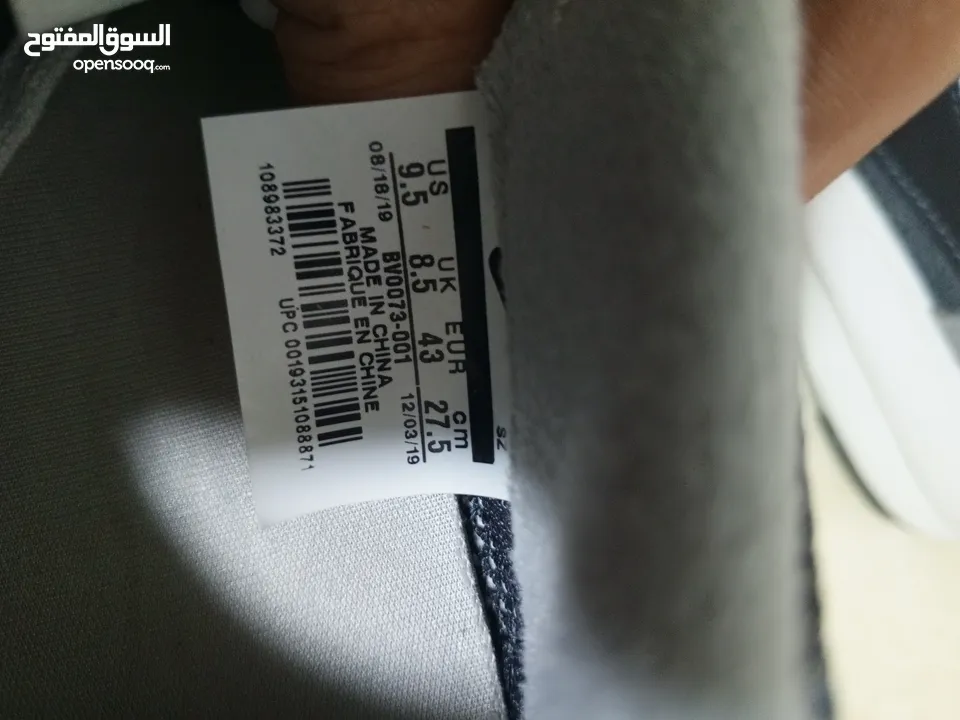 السوق المفتوح
opensooq.com
US UK EUR cm
9.5 8.5 43 27.5
08/18/19 BV0073-001 12/03/19
MADE IN CHINA
FABRIQUE EN CHINE
108983372 UPC 00193151088871
sz